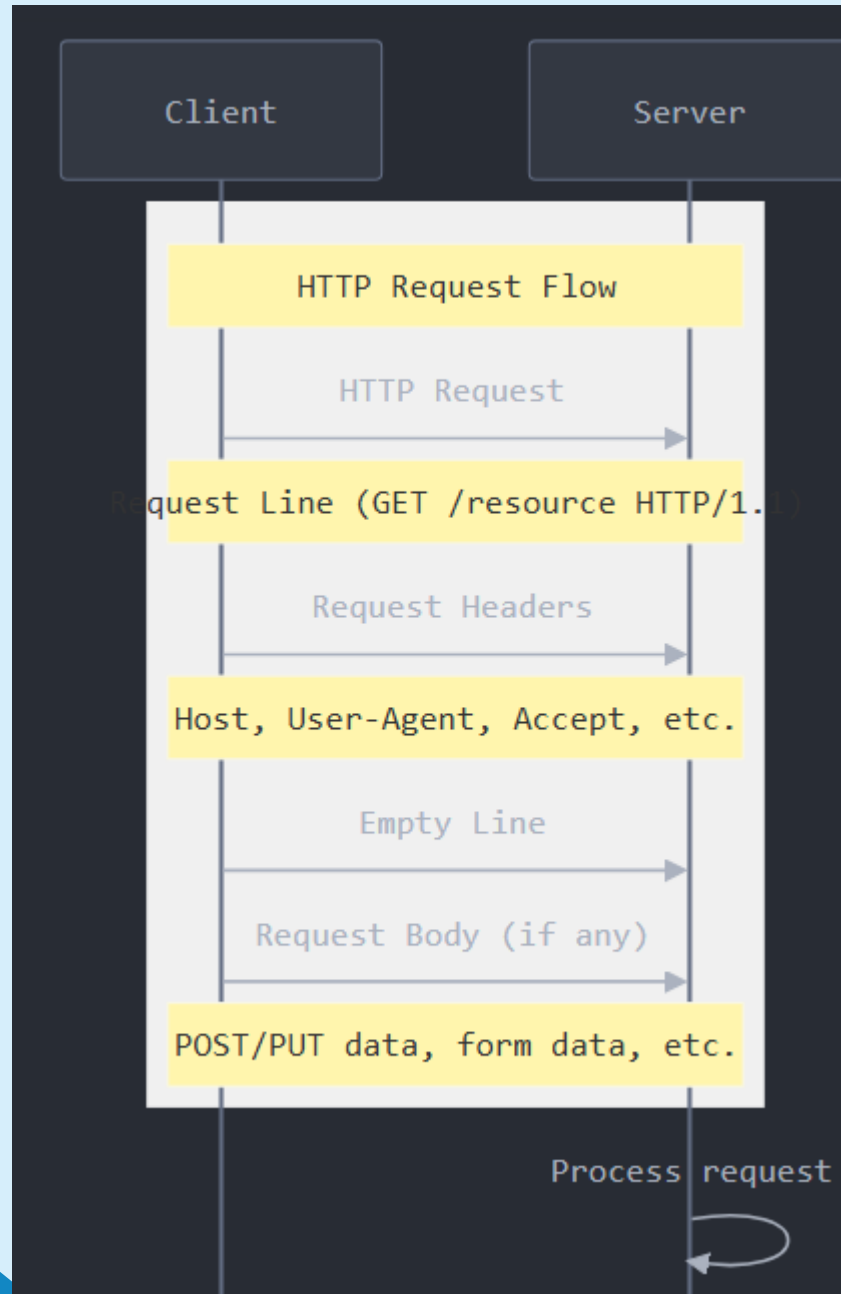 Client
Server
HTTP Request Flow
HTTP Request
Request Line (GET /resource HTTP/1.1)
Request Headers
Host, User-Agent, Accept, etc.
Empty Line
Request Body (if any)
POST/PUT data, form data, etc.
Process request